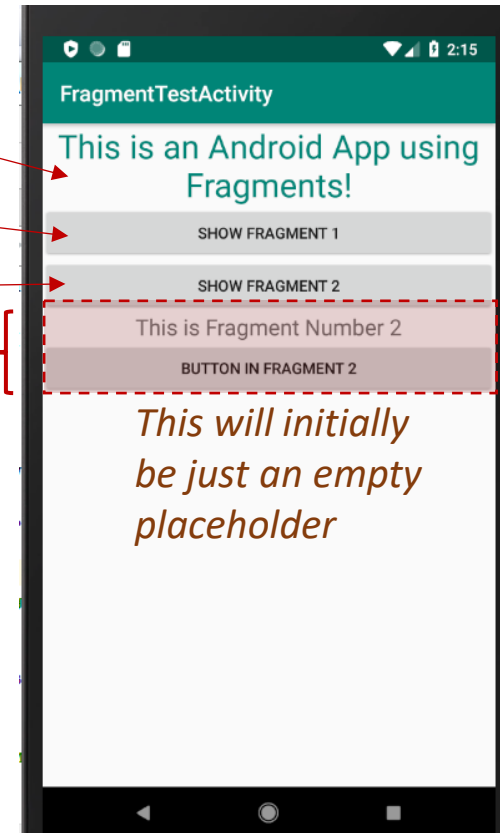 2:15
FragmentTestActivity
This is an Android App using
Fragments!
SHOW FRAGMENT 1
SHOW FRAGMENT 2
This is Fragment Number 2
BUTTON IN FRAGMENT 2
This will initially
be just an empty
placeholder